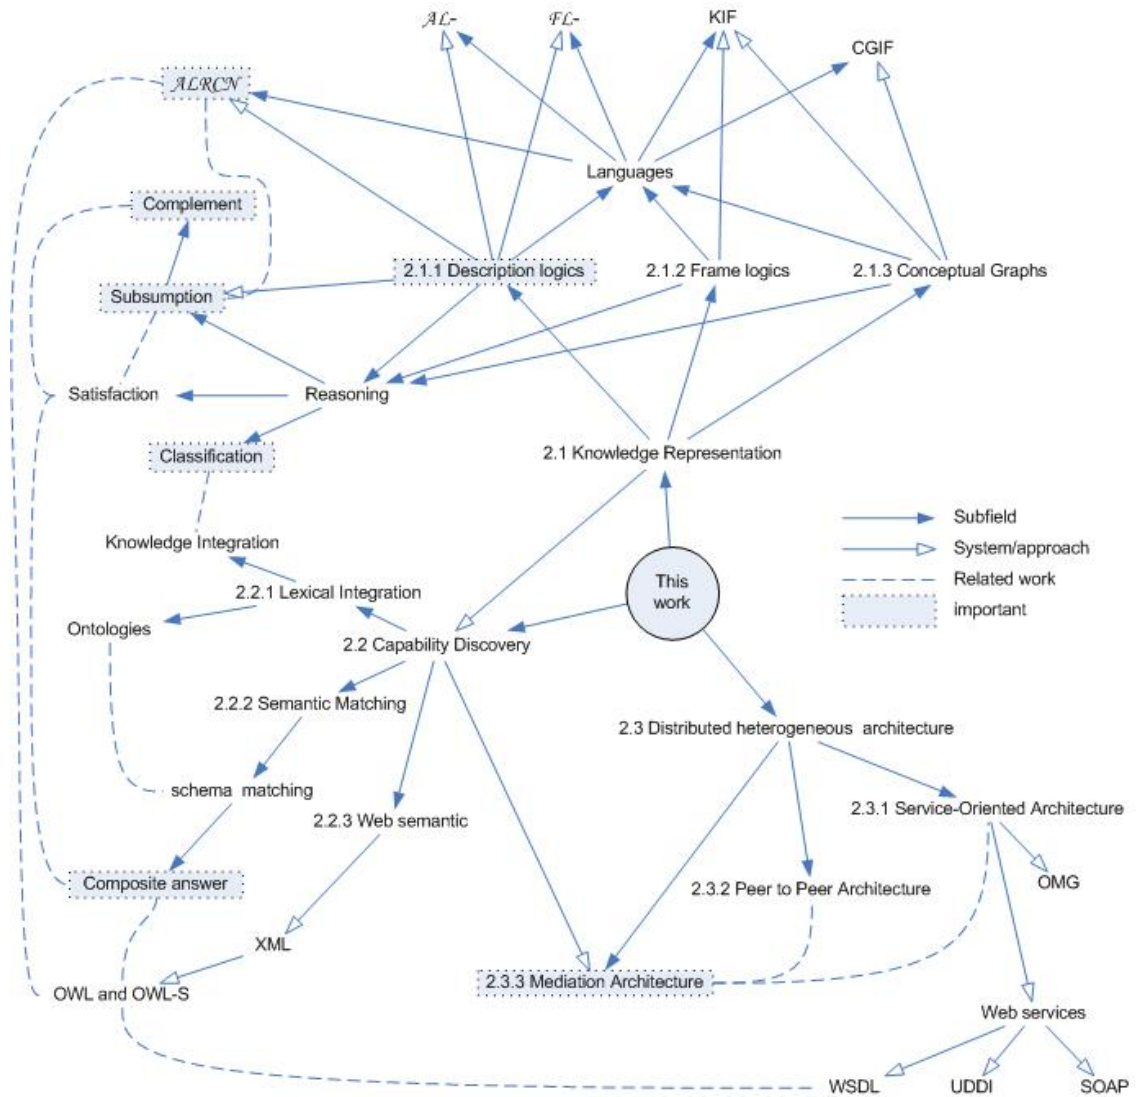 AL-
FL-
KIF
CGIF
ALRCN
Languages
Complement
2.1.1 Description logics
2.1.2 Frame logics
2.1.3 Conceptual Graphs
Subsumption
Satisfaction
Reasoning
Classification
2.1 Knowledge Representation
Subfield
Knowledge Integration
System/approach
This
work
Related work
2.2.1 Lexical Integration
important
Ontologies
2.2 Capability Discovery
2.2.2 Semantic Matching
2.3 Distributed heterogeneous architecture
schema matching
2.2.3 Web semantic
2.3.1 Service-Oriented Architecture
Composite answer
2.3.2 Peer to Peer Architecture
OMG
XML
2.3.3 Mediation Architecture
OWL and OWL-S
Web services
WSDL
UDDI
SOAP